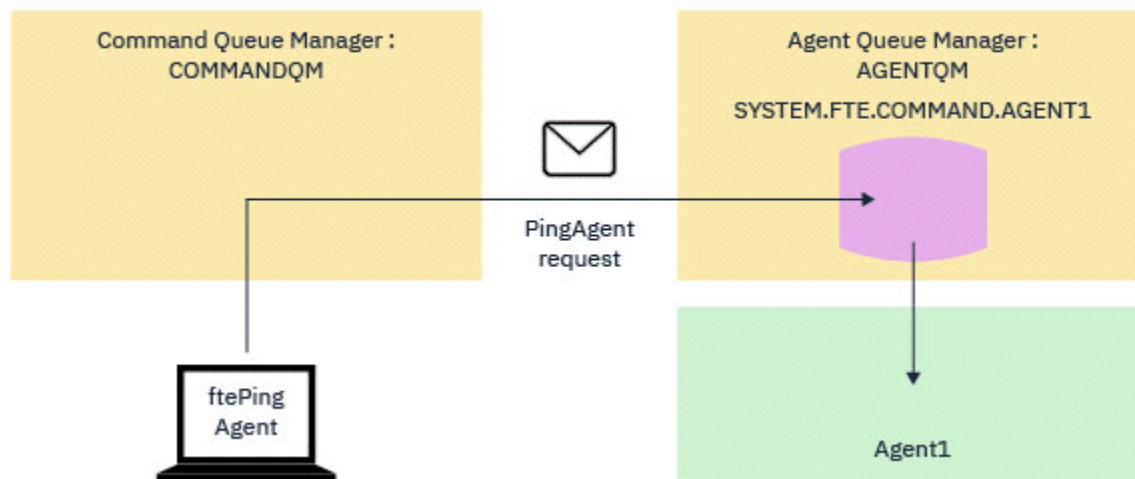 Command Queue Manager :
COMMANDQM
Agent Queue Manager :
AGENTQM
SYSTEM.FTE.COMMAND.AGENT1
PingAgent
request
ftePing
Agent
Agent1